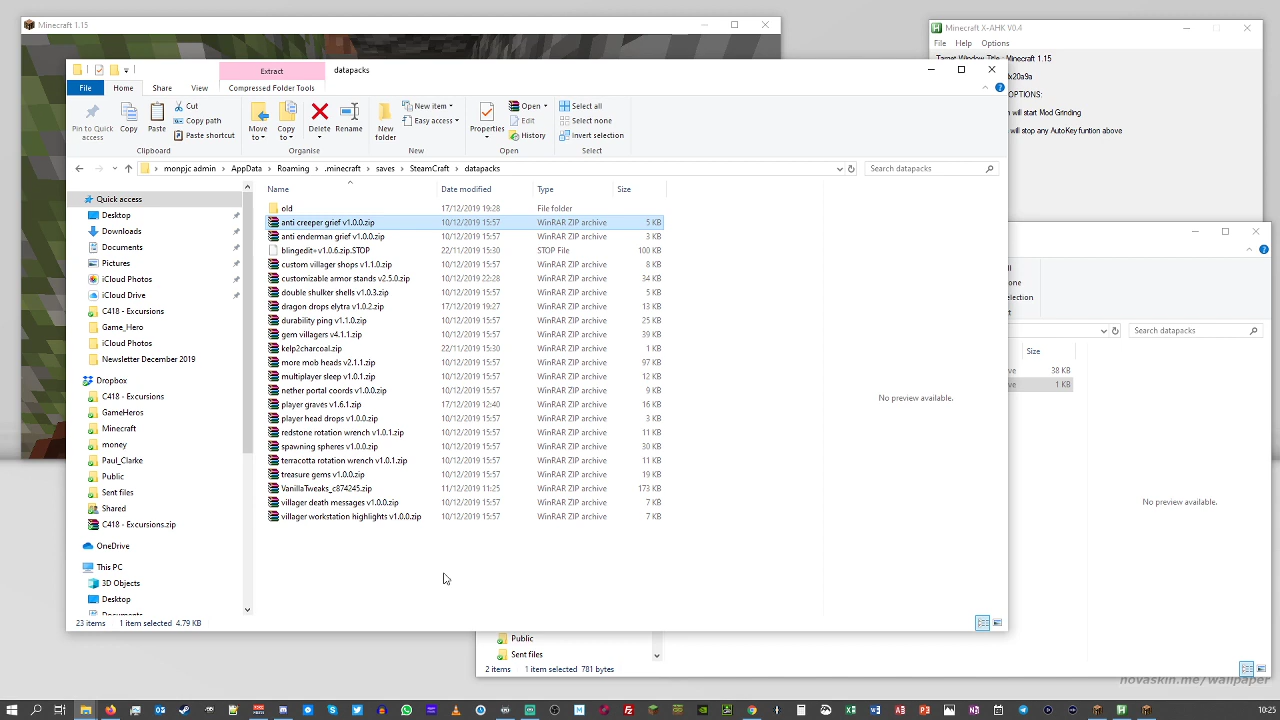 Minecraft 1.15
Minecraft X-AHK V0.4
File Help Options
Target Window Title : Minecraft 1.15
0x20a9a
OPTIONS:
will start Mod Grinding
will stop any AutoKey funtion above
Extract
datapacks
File Home Share View Compressed Folder Tools
Pin to Quick access
Copy
Paste
Cut
Copy path
Paste shortcut
Clipboard
Move to
Copy to
Delete
Rename
Organise
New folder
New item
Easy access
New
Properties
Open
Edit
History
Open
Select all
Select none
Invert selection
Select
monpjc admin > AppData > Roaming > .minecraft > saves > SteamCraft > datapacks
Search datapacks
Name Date modified Type Size
old 17/12/2019 19:28 File folder
anti creeper grief v1.0.0.zip 10/12/2019 15:57 WinRAR ZIP archive 5 KB
anti enderman grief v1.0.0.zip 10/12/2019 15:57 WinRAR ZIP archive 3 KB
blingedit+v1.0.6.zip.STOP 22/11/2019 15:30 STOP File 100 KB
custom villager shops v1.1.0.zip 10/12/2019 15:57 WinRAR ZIP archive 8 KB
customizable armor stands v2.5.0.zip 10/12/2019 22:28 WinRAR ZIP archive 34 KB
double shulker shells v1.0.3.zip 10/12/2019 15:57 WinRAR ZIP archive 5 KB
dragon drops elytra v1.0.2.zip 17/12/2019 19:27 WinRAR ZIP archive 13 KB
durability ping v1.1.0.zip 10/12/2019 15:57 WinRAR ZIP archive 25 KB
gem villagers v4.1.1.zip 10/12/2019 15:57 WinRAR ZIP archive 39 KB
kelp2charcoal.zip 22/11/2019 15:30 WinRAR ZIP archive 1 KB
more mob heads v2.1.1.zip 10/12/2019 15:57 WinRAR ZIP archive 97 KB
multiplayer sleep v1.0.1.zip 10/12/2019 15:57 WinRAR ZIP archive 12 KB
nether portal coords v1.0.0.zip 10/12/2019 15:57 WinRAR ZIP archive 9 KB
player graves v1.6.1.zip 17/12/2019 12:40 WinRAR ZIP archive 16 KB
player head drops v1.0.0.zip 10/12/2019 15:57 WinRAR ZIP archive 3 KB
redstone rotation wrench v1.0.1.zip 10/12/2019 15:57 WinRAR ZIP archive 11 KB
spawning spheres v1.0.0.zip 10/12/2019 15:57 WinRAR ZIP archive 30 KB
terracotta rotation wrench v1.0.1.zip 10/12/2019 15:57 WinRAR ZIP archive 11 KB
treasure gems v1.0.0.zip 10/12/2019 15:57 WinRAR ZIP archive 19 KB
VanillaTweaks_c874245.zip 11/12/2019 11:25 WinRAR ZIP archive 173 KB
villager death messages v1.0.0.zip 10/12/2019 15:57 WinRAR ZIP archive 7 KB
villager workstation highlights v1.0.0.zip 10/12/2019 15:57 WinRAR ZIP archive 7 KB
Quick access
Desktop
Downloads
Documents
Pictures
iCloud Photos
iCloud Drive
C418 - Excursions
Game_Hero
iCloud Photos
Newsletter December 2019
Dropbox
C418 - Excursions
GameHeros
Minecraft
money
Paul_Clarke
Public
Sent files
Shared
C418 - Excursions.zip
OneDrive
This PC
3D Objects
Desktop
Documents
No preview available.
23 items 1 item selected 4.79 KB
Search datapacks
Size
38 KB
1 KB
No preview available.
Public
Sent files
2 items 1 item selected 781 bytes
novaskin.me/wallpaper
10:25